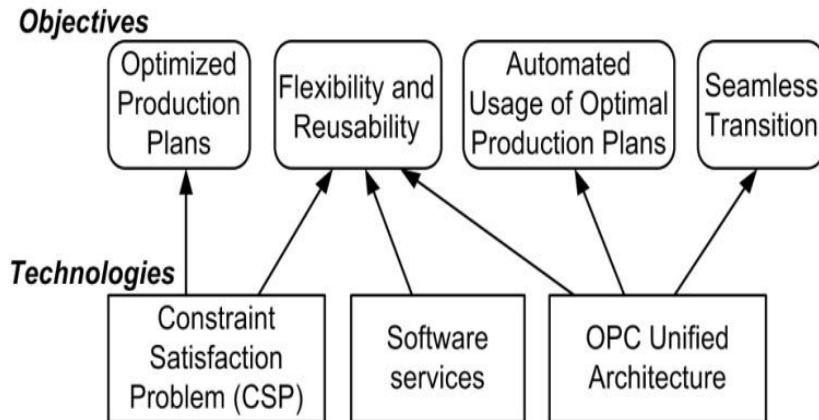 Objectives
Optimized
Production
Plans
Flexibility and
Reusability
Automated
Usage of Optimal
Production Plans
Seamless
Transition
Technologies
Constraint
Satisfaction
Problem (CSP)
Software
services
OPC Unified
Architecture